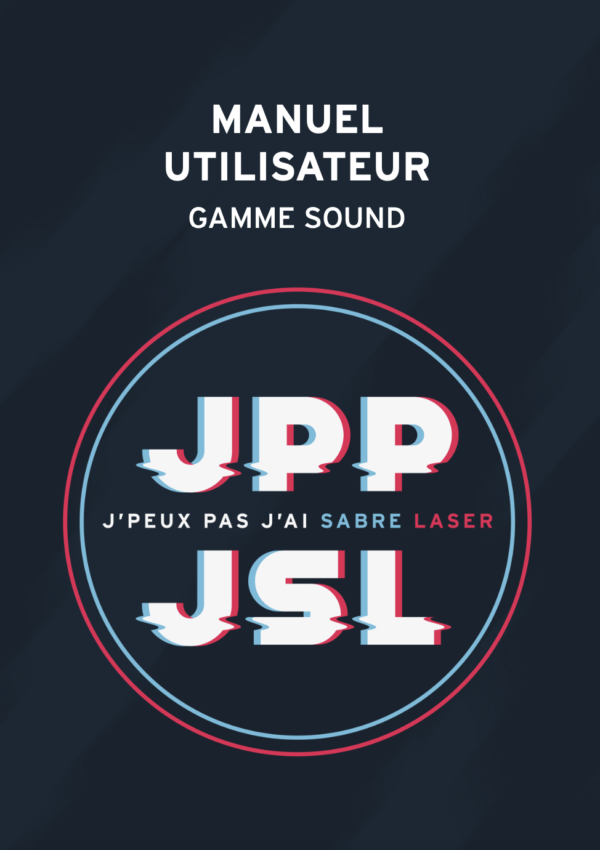 MANUEL
UTILISATEUR
GAMME SOUND
JPP
J'PEUX PAS J'AI SABRE LASER
JSL